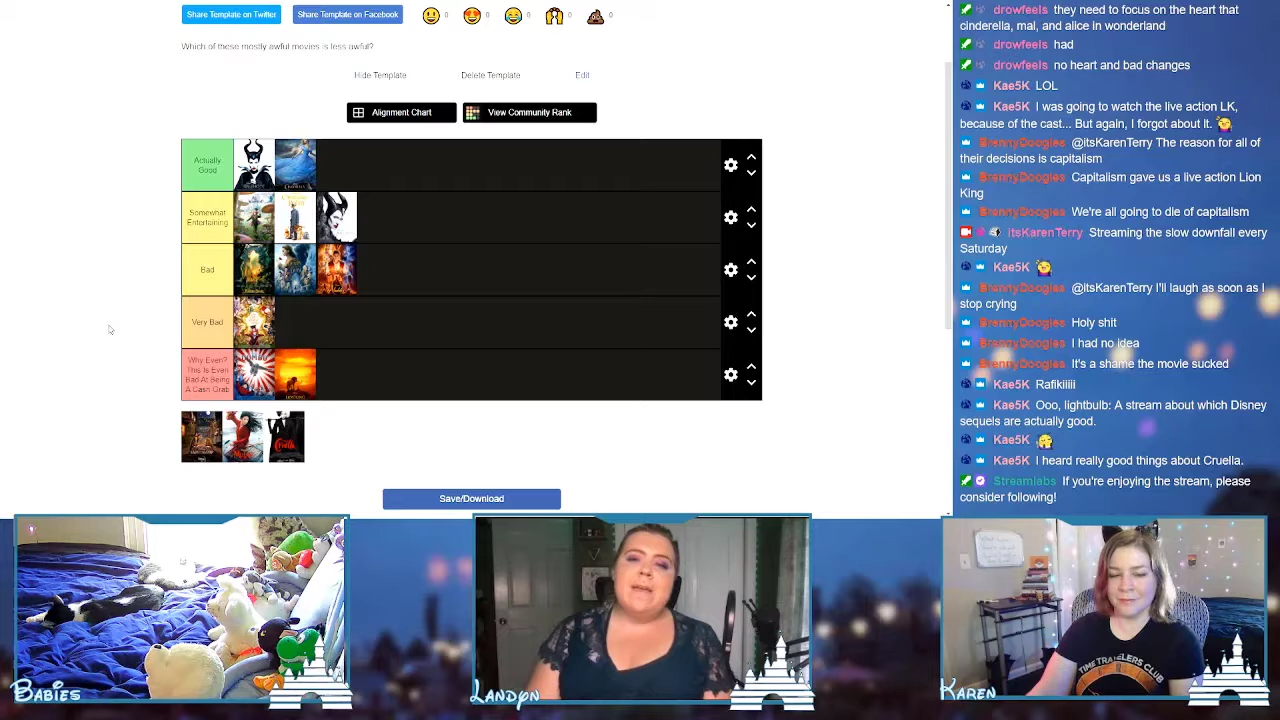 Share Template on Twitter
Share Template on Facebook
0
0
0
0
0
Which of these mostly awful movies is less awful?
Hide Template
Delete Template
Edit
Alignment Chart
View Community Rank
Actually
Good
Somewhat
Entertaining
Bad
Very Bad
Why Even?
This Is Even
Bad At Being
A Cash Grab
Save/Download
drowfeels they need to focus on the heart that
cinderella, mal, and alice in wonderland
drowfeels had
drowfeels no heart and bad changes
Kae5K LOL
Kae5K I was going to watch the live action LK,
because of the cast... But again, I forgot about it.
BrennyDoogles @itsKarenTerry The reason for all of
their decisions is capitalism
BrennyDoogles Capitalism gave us a live action Lion
King
BrennyDoogles We're all going to die of capitalism
itsKarenTerry Streaming the slow downfall every
Saturday
Kae5K
BrennyDoogles @itsKarenTerry I'll laugh as soon as I
stop crying
BrennyDoogles Holy shit
BrennyDoogles I had no idea
BrennyDoogles It's a shame the movie sucked
Kae5K Rafikiiiii
Kae5K Ooo, lightbulb: A stream about which Disney
sequels are actually good.
Kae5K
Kae5K I heard really good things about Cruella.
Streamlabs If you're enjoying the stream, please
consider following!
Babies
Landyn
Karen
TIME TRAVELERS CLUB